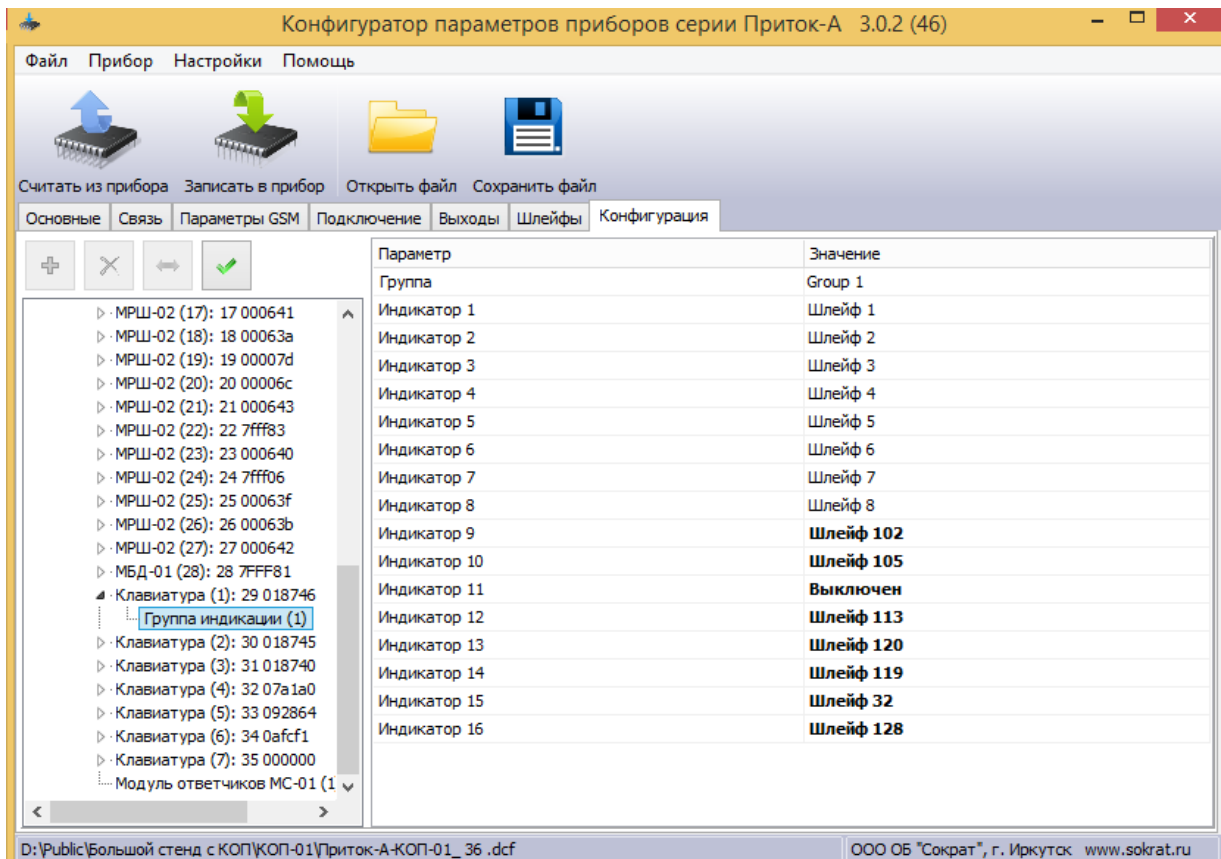 Конфигуратор параметров приборов серии Приток-А 3.0.2 (46)
Файл Прибор Настройки Помощь
Считать из прибора Записать в прибор Открыть файл Сохранить файл
Основные Связь Параметры GSM Подключение Выходы Шлейфы Конфигурация
МРШ-02 (17): 17 000641
МРШ-02 (18): 18 00063a
МРШ-02 (19): 19 00007d
МРШ-02 (20): 20 00006c
МРШ-02 (21): 21 000643
МРШ-02 (22): 22 7fff83
МРШ-02 (23): 23 000640
МРШ-02 (24): 24 7fff06
МРШ-02 (25): 25 00063f
МРШ-02 (26): 26 00063b
МРШ-02 (27): 27 000642
МБД-01 (28): 28 7FFF81
Клавиатура (1): 29 018746
Группа индикации (1)
Клавиатура (2): 30 018745
Клавиатура (3): 31 018740
Клавиатура (4): 32 07a1a0
Клавиатура (5): 33 092864
Клавиатура (6): 34 0afcf1
Клавиатура (7): 35 000000
Модуль ответчиков МС-01 (1
Параметр Значение
Группа Group 1
Индикатор 1 Шлейф 1
Индикатор 2 Шлейф 2
Индикатор 3 Шлейф 3
Индикатор 4 Шлейф 4
Индикатор 5 Шлейф 5
Индикатор 6 Шлейф 6
Индикатор 7 Шлейф 7
Индикатор 8 Шлейф 8
Индикатор 9 Шлейф 102
Индикатор 10 Шлейф 105
Индикатор 11 Выключен
Индикатор 12 Шлейф 113
Индикатор 13 Шлейф 120
Индикатор 14 Шлейф 119
Индикатор 15 Шлейф 32
Индикатор 16 Шлейф 128
D:\Public\Большой стенд с КОП\КОП-01\Приток-А-КОП-01_ 36 .dcf ООО ОБ "Сократ", г. Иркутск www.sokrat.ru